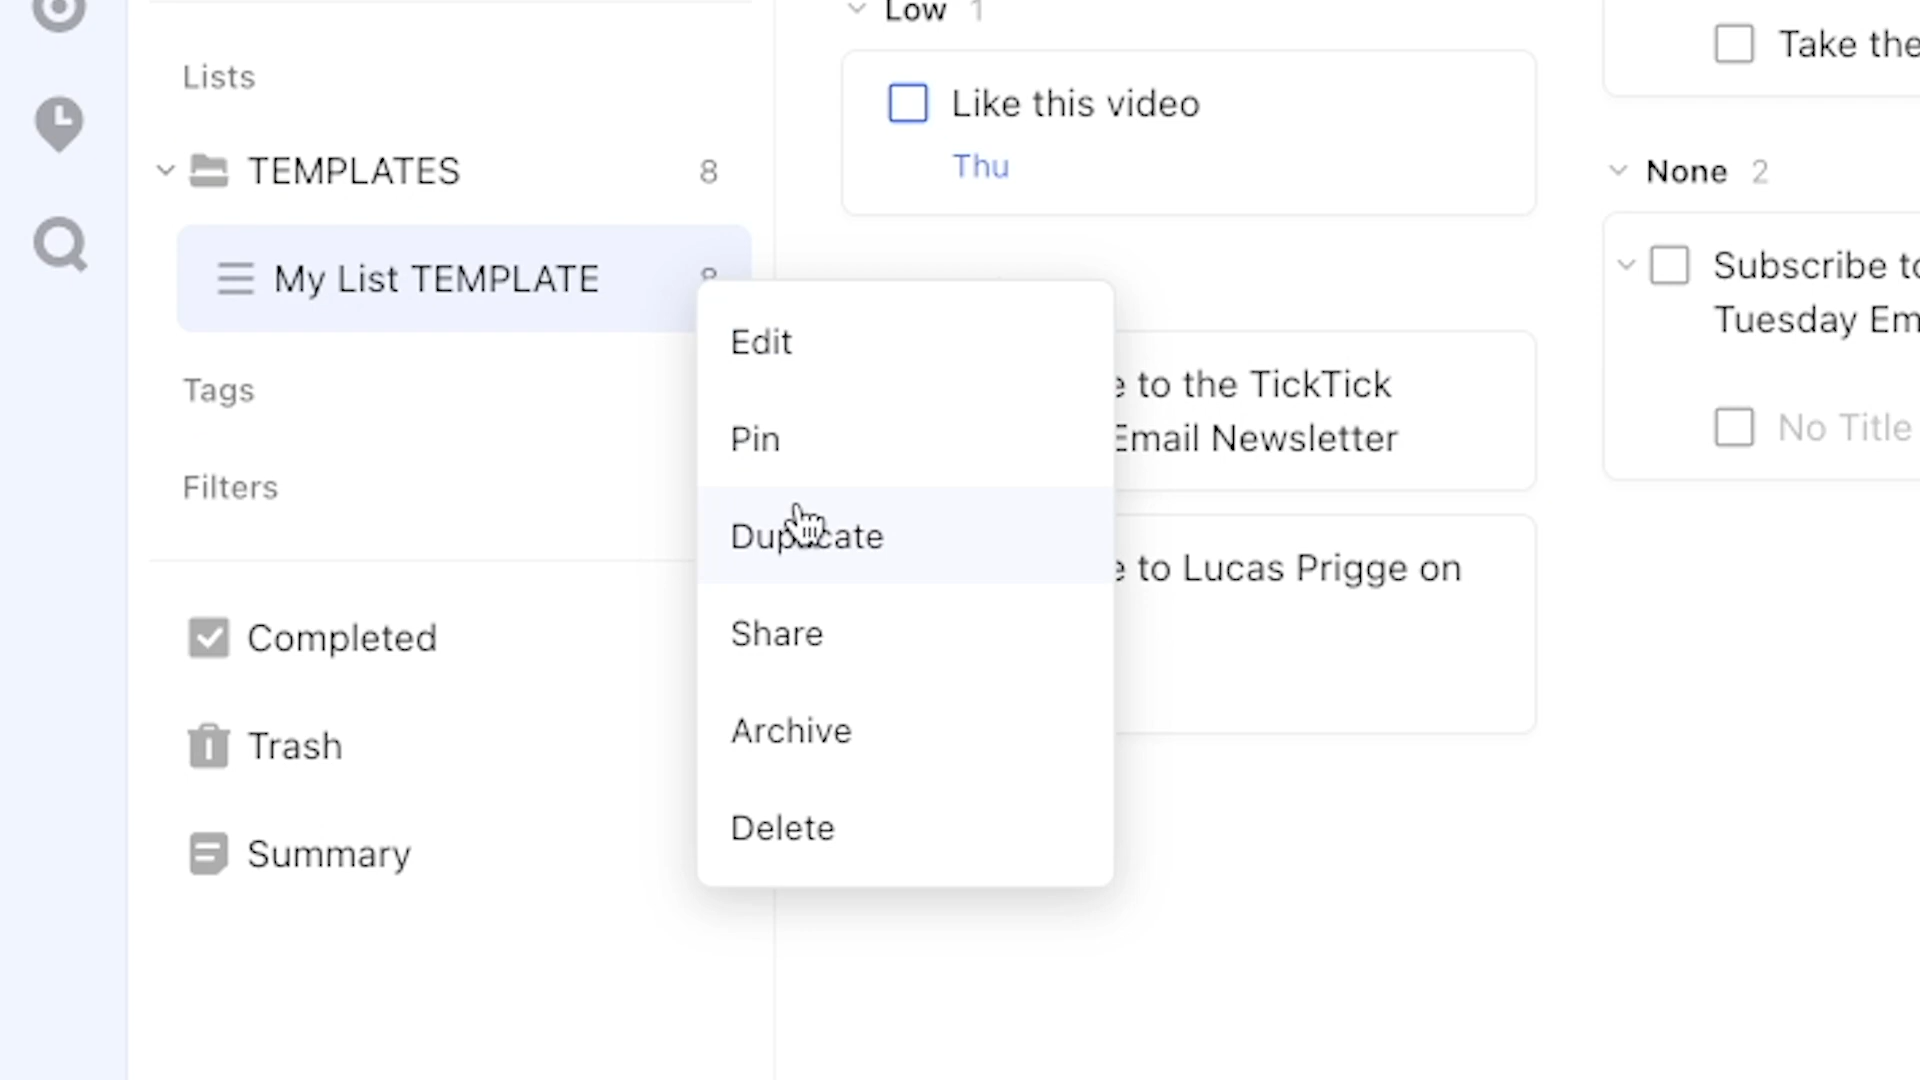 Lists
TEMPLATES 8
My List TEMPLATE
Tags
Filters
Completed
Trash
Summary
Edit
Pin
Duplicate
Share
Archive
Delete
Low 1
Like this video
Thu
to the TickTick
Email Newsletter
to Lucas Prigge on
Take the
None 2
Subscribe to
Tuesday Em
No Title